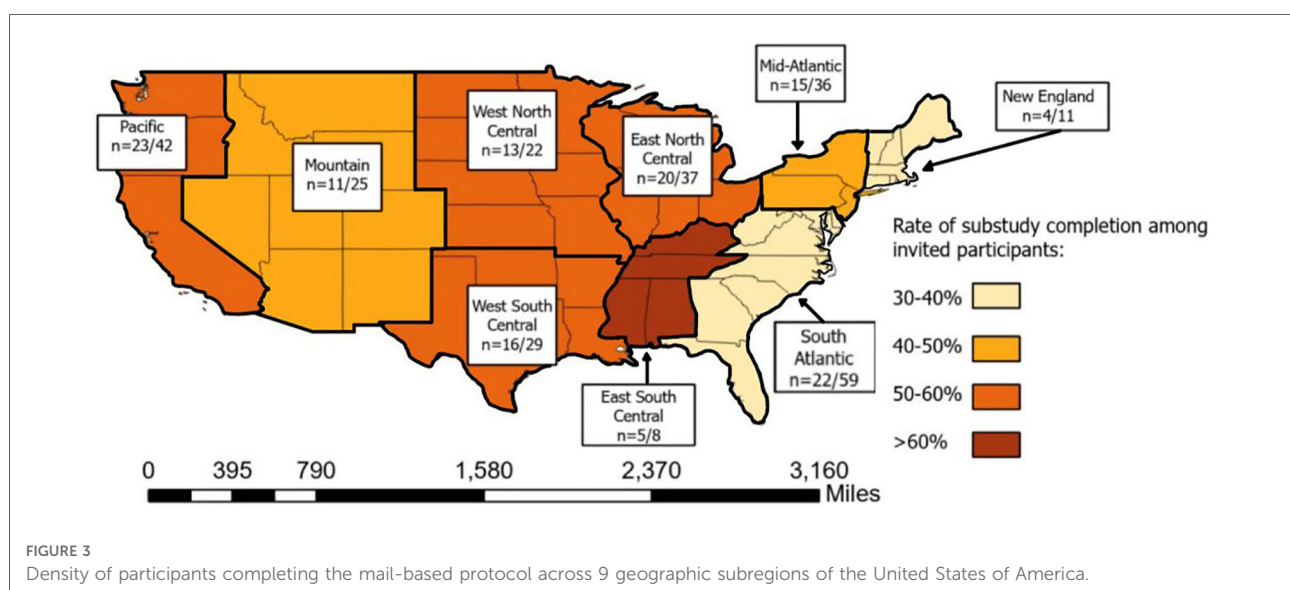 Mid-Atlantic
n=15/36
New England
n=4/11
Pacific
n=23/42
West North
Central
n=13/22
East North
Central
n=20/37
Mountain
n=11/25
West South
Central
n=16/29
South
Atlantic
n=22/59
East South
Central
n=5/8
Rate of substudy completion among
invited participants:
30-40%
40-50%
50-60%
>60%
0 395 790 1,580 2,370 3,160
Miles
FIGURE 3
Density of participants completing the mail-based protocol across 9 geographic subregions of the United States of America.